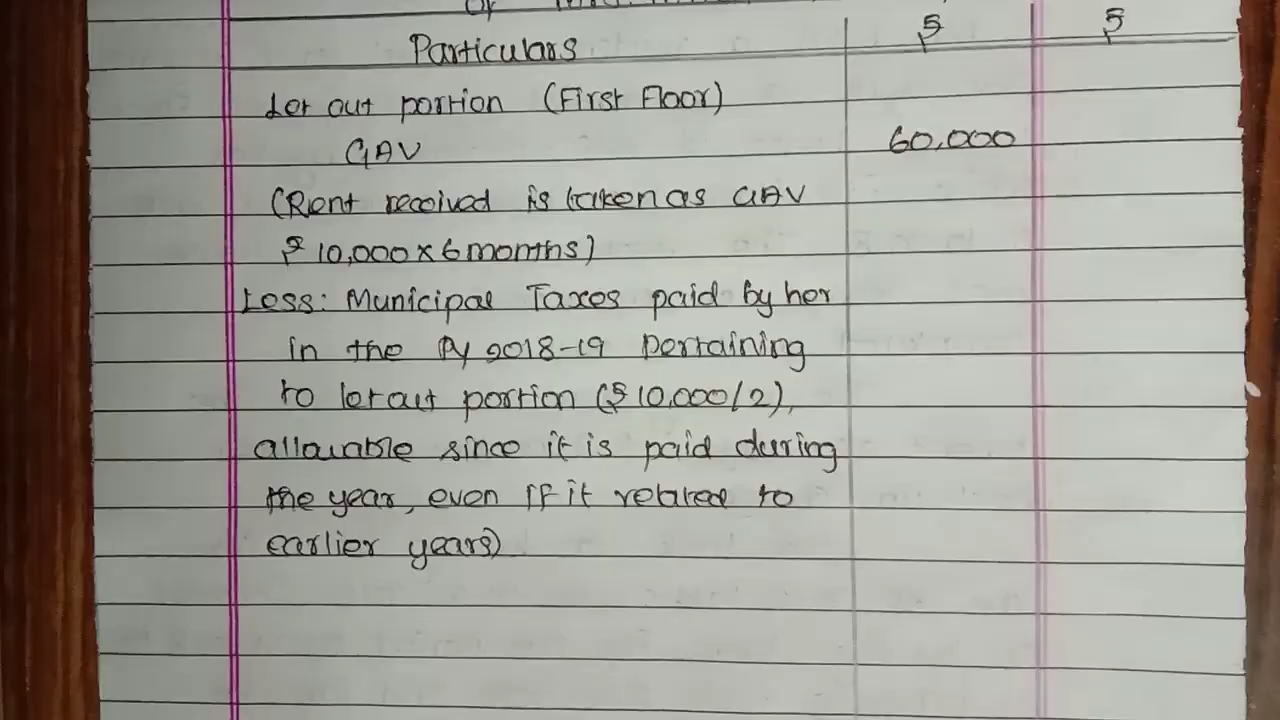 of
Particulars ₹ ₹
Let out portion (First Floor)
GAV 60,000
(Rent received is taken as GAV
₹ 10,000 x 6 months)
Less: Municipal Taxes paid by her
in the Py 2018-19 Pertaining
to let out portion (₹ 10,000/2),
allowable since it is paid during
the year, even if it related to
earlier years)